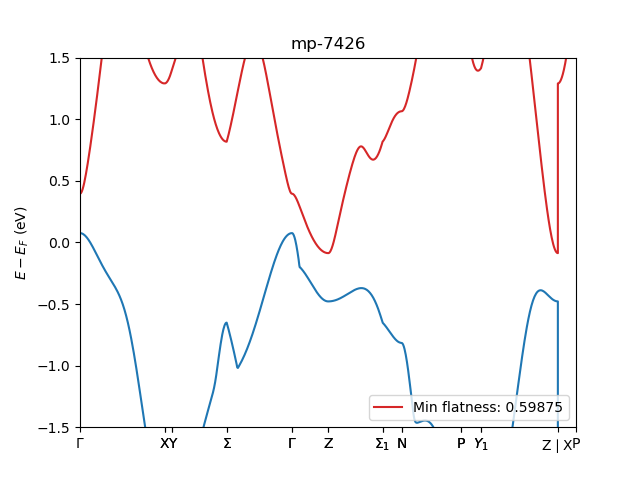 mp-7426
E − E_F (eV)
1.5
1.0
0.5
0.0
−0.5
−1.0
−1.5
Min flatness: 0.59875
Γ XY Σ Γ Z Σ₁ N P Y₁ Z | XP